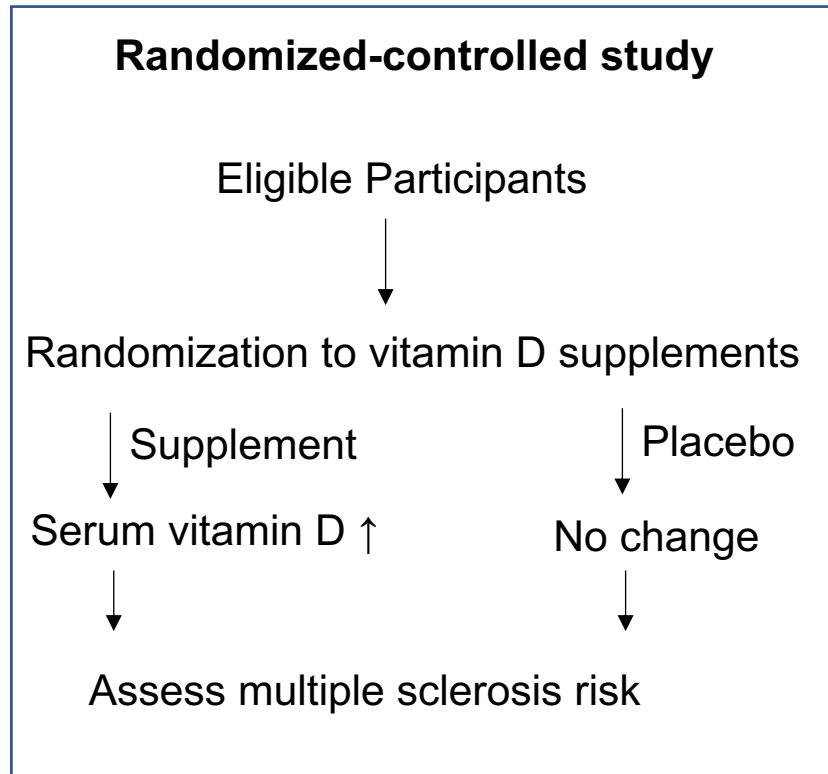 Randomized-controlled study
Eligible Participants
Randomization to vitamin D supplements
Supplement
Placebo
Serum vitamin D ↑
No change
Assess multiple sclerosis risk